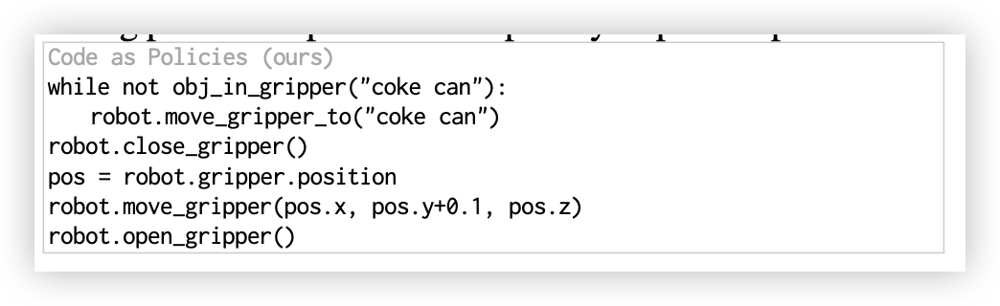 Code as Policies (ours)
while not obj_in_gripper("coke can"):
    robot.move_gripper_to("coke can")
robot.close_gripper()
pos = robot.gripper.position
robot.move_gripper(pos.x, pos.y+0.1, pos.z)
robot.open_gripper()